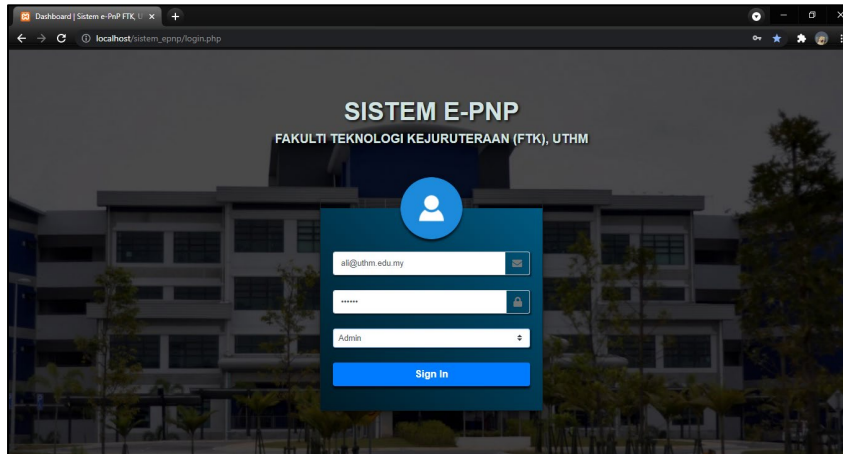 Dashboard | Sistem e-PnP FTK, U
localhost/sistem_epnp/login.php
SISTEM E-PNP
FAKULTI TEKNOLOGI KEJURUTERAAN (FTK), UTHM
ali@uthm.edu.my
Admin
Sign In